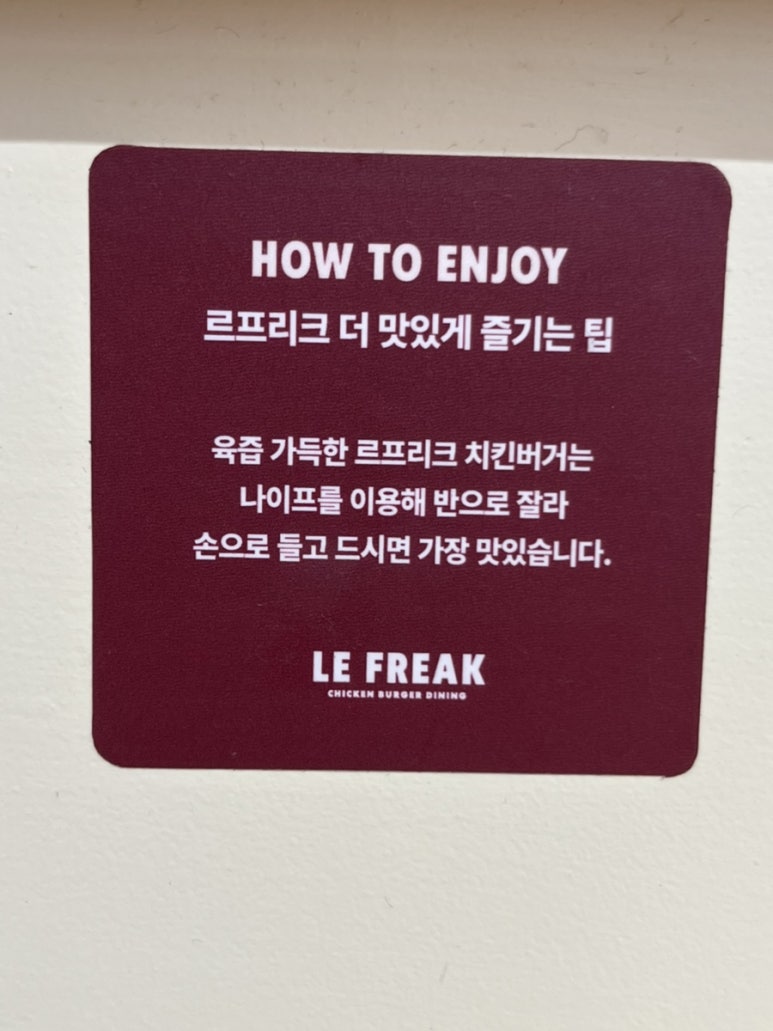 HOW TO ENJOY
르프리크 더 맛있게 즐기는 팁
육즙 가득한 르프리크 치킨버거는
나이프를 이용해 반으로 잘라
손으로 들고 드시면 가장 맛있습니다.
LE FREAK
CHICKEN BURGER DINING